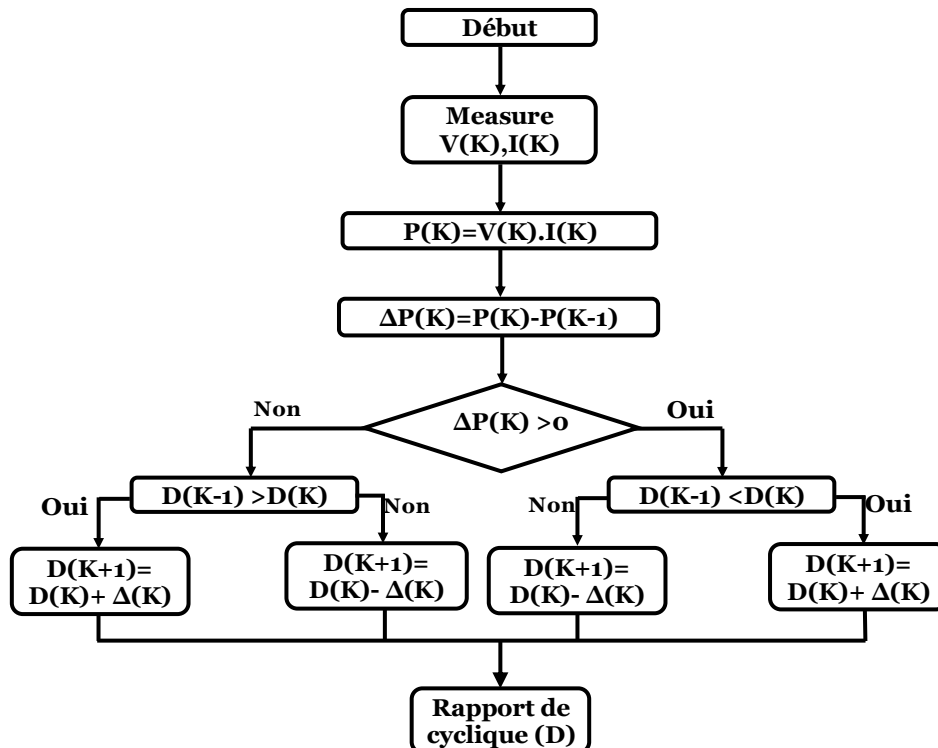 Début
Measure
V(K),I(K)
P(K)=V(K).I(K)
ΔP(K)=P(K)-P(K-1)
ΔP(K) >0
Non
Oui
D(K-1) >D(K)
D(K-1) <D(K)
Oui
Non
Non
Oui
D(K+1)=
D(K)+ Δ(K)
D(K+1)=
D(K)- Δ(K)
D(K+1)=
D(K)- Δ(K)
D(K+1)=
D(K)+ Δ(K)
Rapport de
cyclique (D)